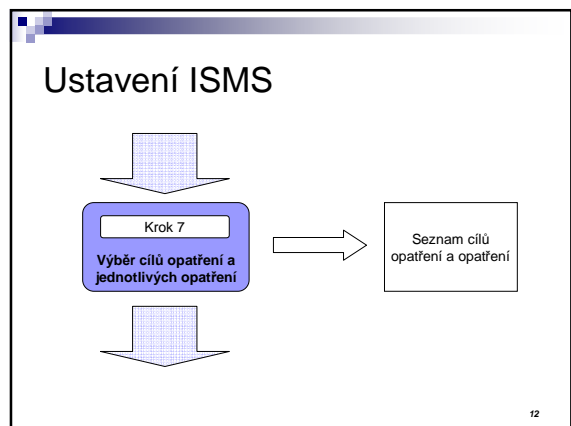 Ustavení ISMS
Krok 7
Výběr cílů opatření a
jednotlivých opatření
Seznam cílů
opatření a opatření
12